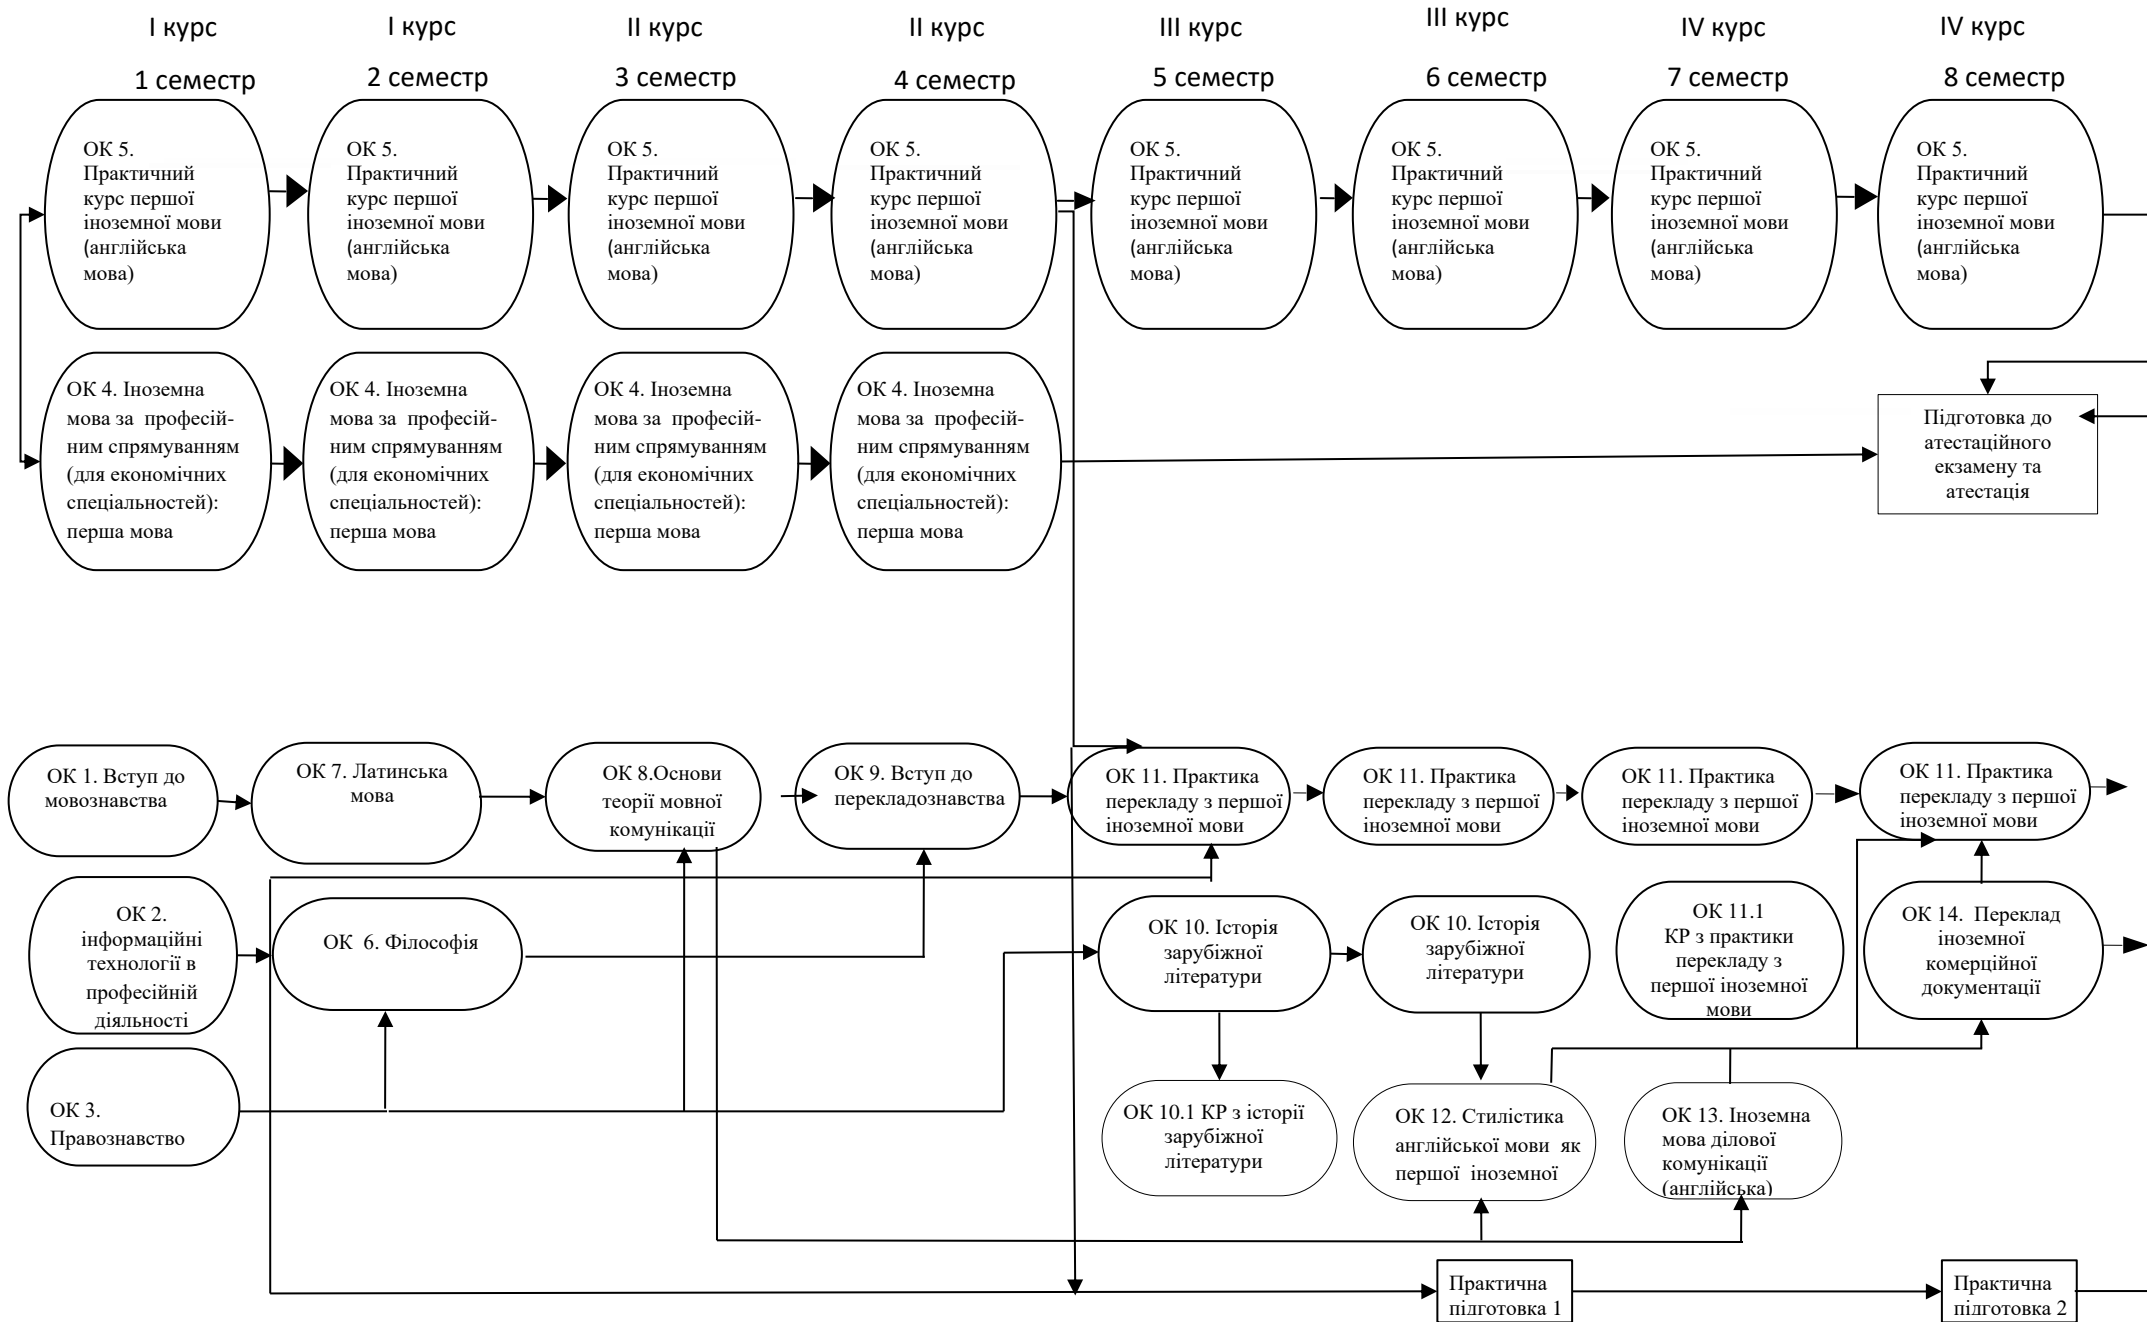 I курс
I курс
II курс
II курс
III курс
III курс
IV курс
IV курс
1 семестр
2 семестр
3 семестр
4 семестр
5 семестр
6 семестр
7 семестр
8 семестр
ОК 5.
Практичний
курс першої
іноземної мови
(англійська
мова)
ОК 5.
Практичний
курс першої
іноземної мови
(англійська
мова)
ОК 5.
Практичний
курс першої
іноземної мови
(англійська
мова)
ОК 5.
Практичний
курс першої
іноземної мови
(англійська
мова)
ОК 5.
Практичний
курс першої
іноземної мови
(англійська
мова)
ОК 5.
Практичний
курс першої
іноземної мови
(англійська
мова)
ОК 5.
Практичний
курс першої
іноземної мови
(англійська
мова)
ОК 5.
Практичний
курс першої
іноземної мови
(англійська
мова)
ОК 4. Іноземна
мова за професій-
ним спрямуванням
(для економічних
спеціальностей):
перша мова
ОК 4. Іноземна
мова за професій-
ним спрямуванням
(для економічних
спеціальностей):
перша мова
ОК 4. Іноземна
мова за професій-
ним спрямуванням
(для економічних
спеціальностей):
перша мова
ОК 4. Іноземна
мова за професій-
ним спрямуванням
(для економічних
спеціальностей):
перша мова
Підготовка до
атестаційного
екзамену та
атестація
ОК 1. Вступ до
мовознавства
ОК 7. Латинська
мова
ОК 8.Основи
теорії мовної
комунікації
ОК 9. Вступ до
перекладознавства
ОК 11. Практика
перекладу з першої
іноземної мови
ОК 11. Практика
перекладу з першої
іноземної мови
ОК 11. Практика
перекладу з першої
іноземної мови
ОК 11. Практика
перекладу з першої
іноземної мови
ОК 2.
інформаційні
технології в
професійній
діяльності
ОК 6. Філософія
ОК 10. Історія
зарубіжної
літератури
ОК 10. Історія
зарубіжної
літератури
ОК 11.1
КР з практики
перекладу з
першої іноземної
мови
ОК 14. Переклад
іноземної
комерційної
документації
ОК 3.
Правознавство
ОК 10.1 КР з історії
зарубіжної
літератури
ОК 12. Стилістика
англійської мови як
першої іноземної
ОК 13. Іноземна
мова ділової
комунікації
(англійська)
Практична
підготовка 1
Практична
підготовка 2